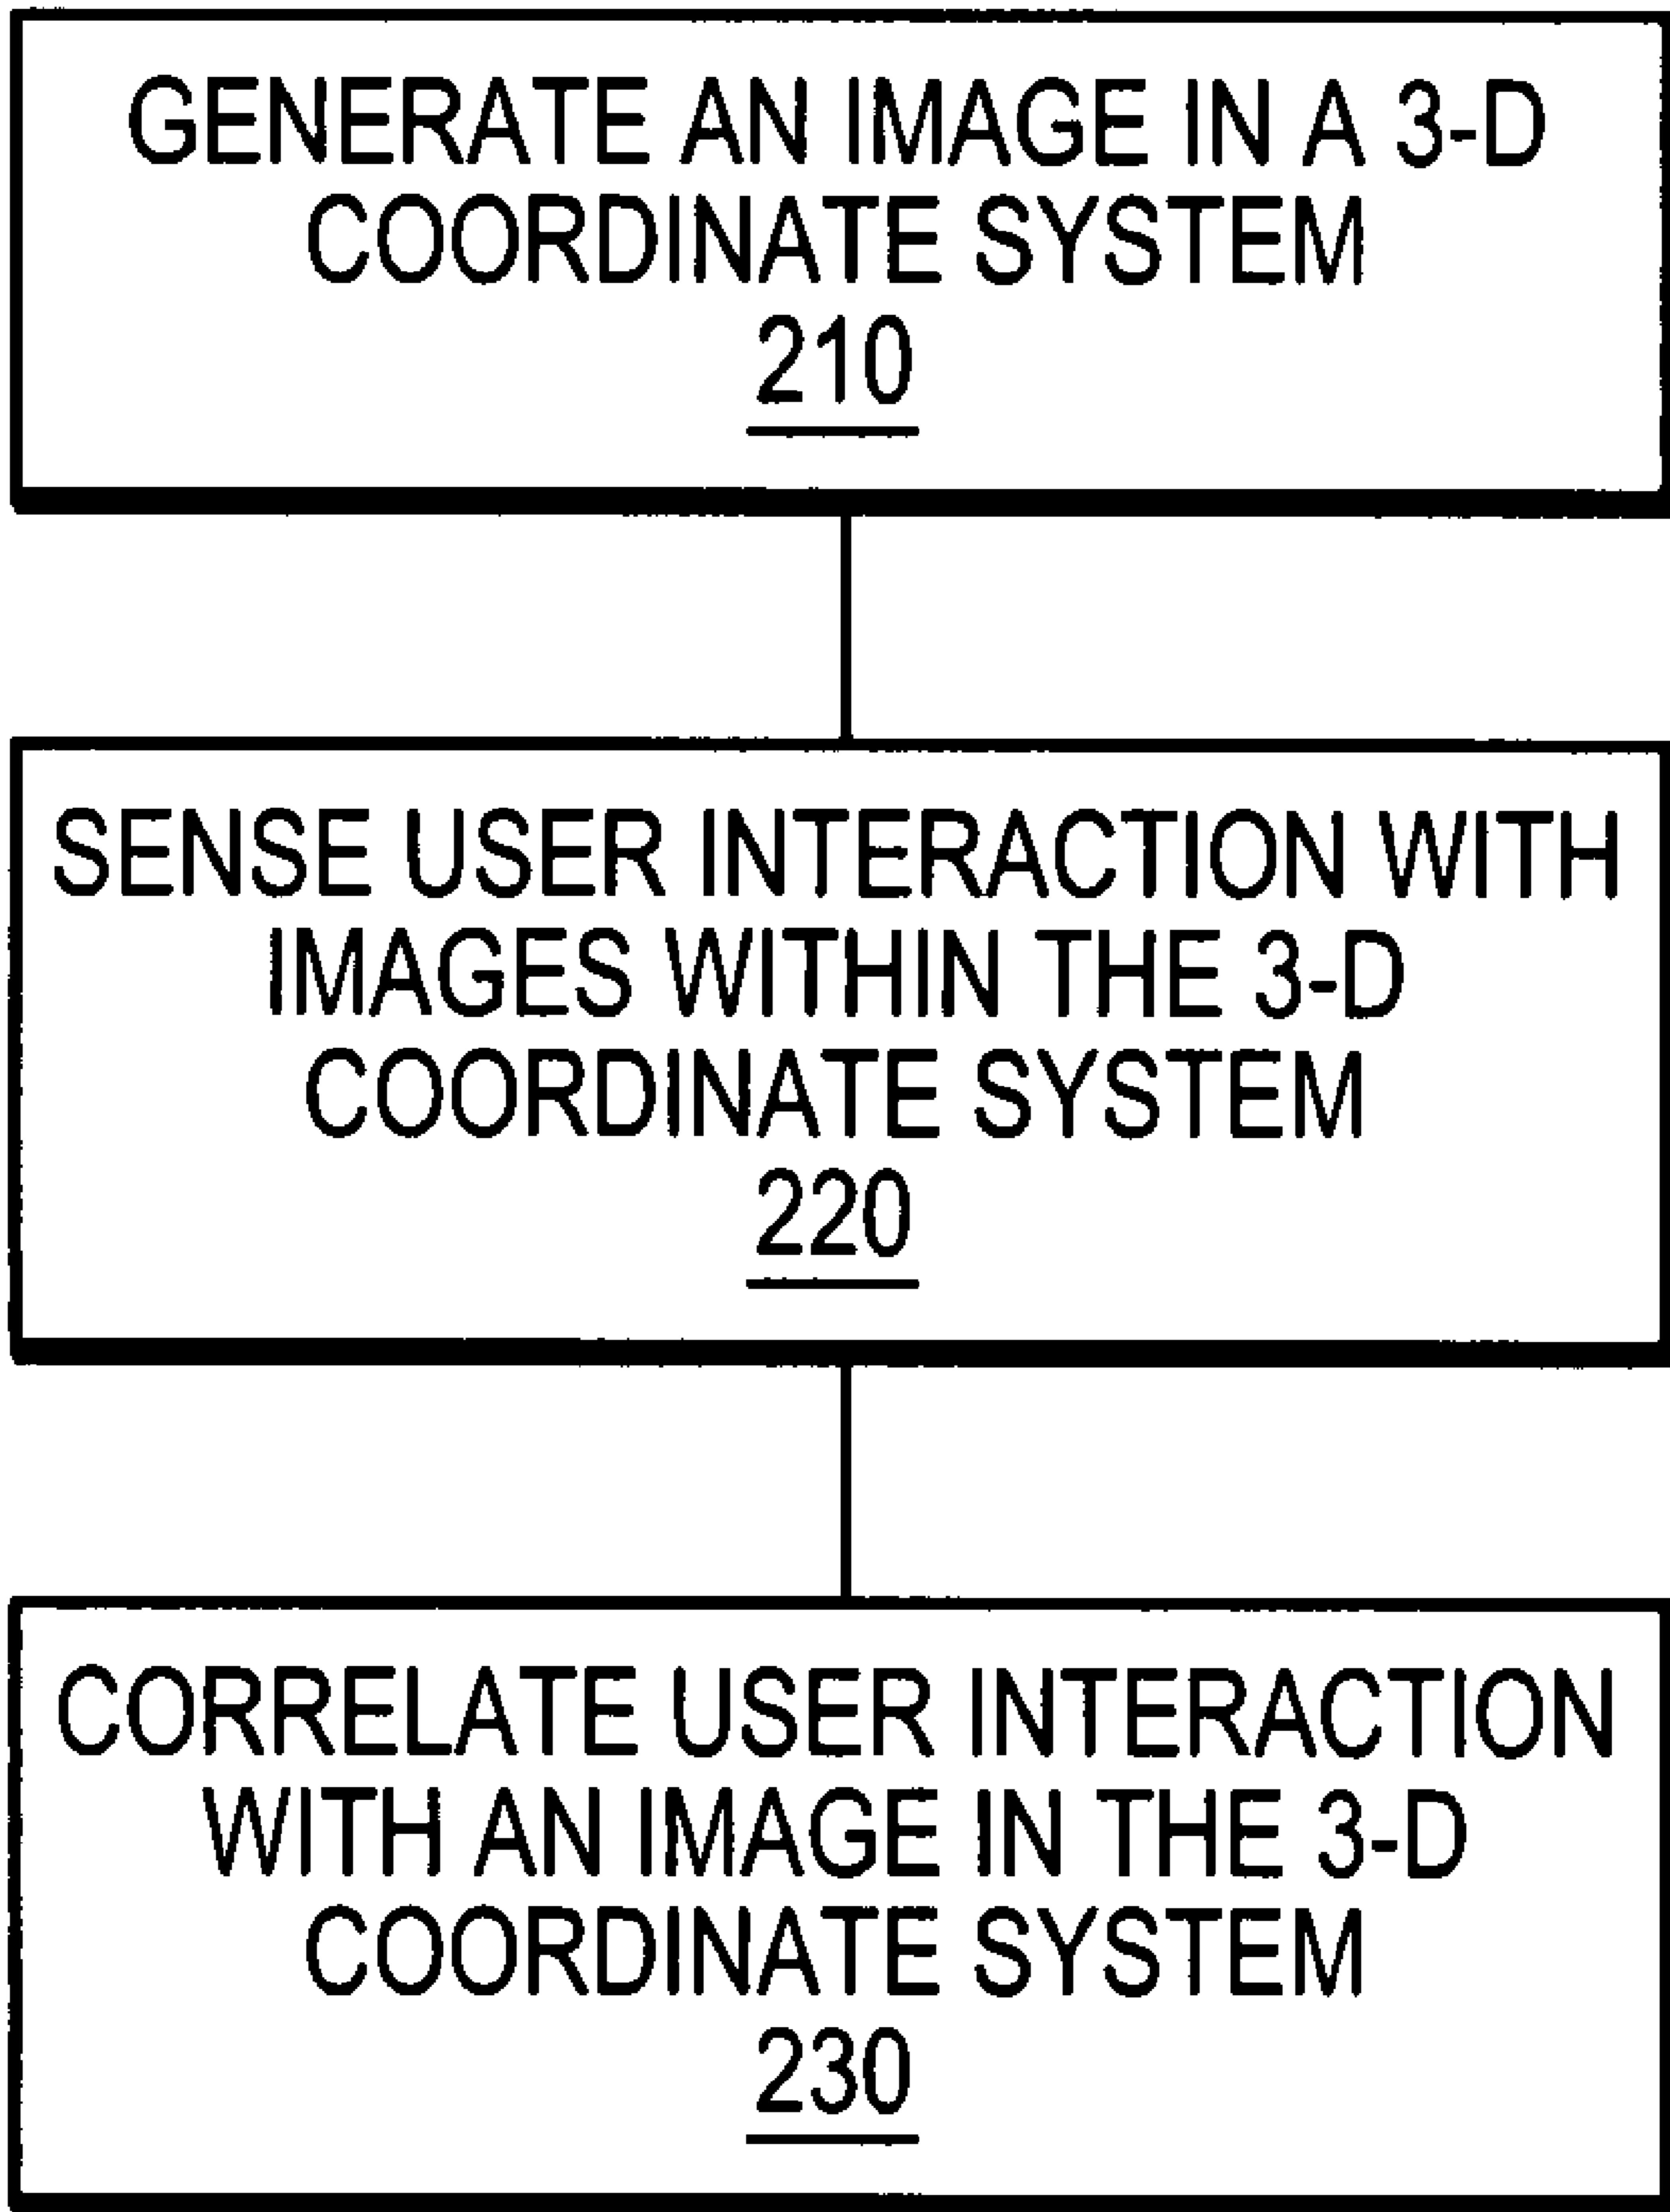 GENERATE AN IMAGE IN A 3-D
COORDINATE SYSTEM
210
SENSE USER INTERACTION WITH
IMAGES WITHIN THE 3-D
COORDINATE SYSTEM
220
CORRELATE USER INTERACTION
WITH AN IMAGE IN THE 3-D
COORDINATE SYSTEM
230